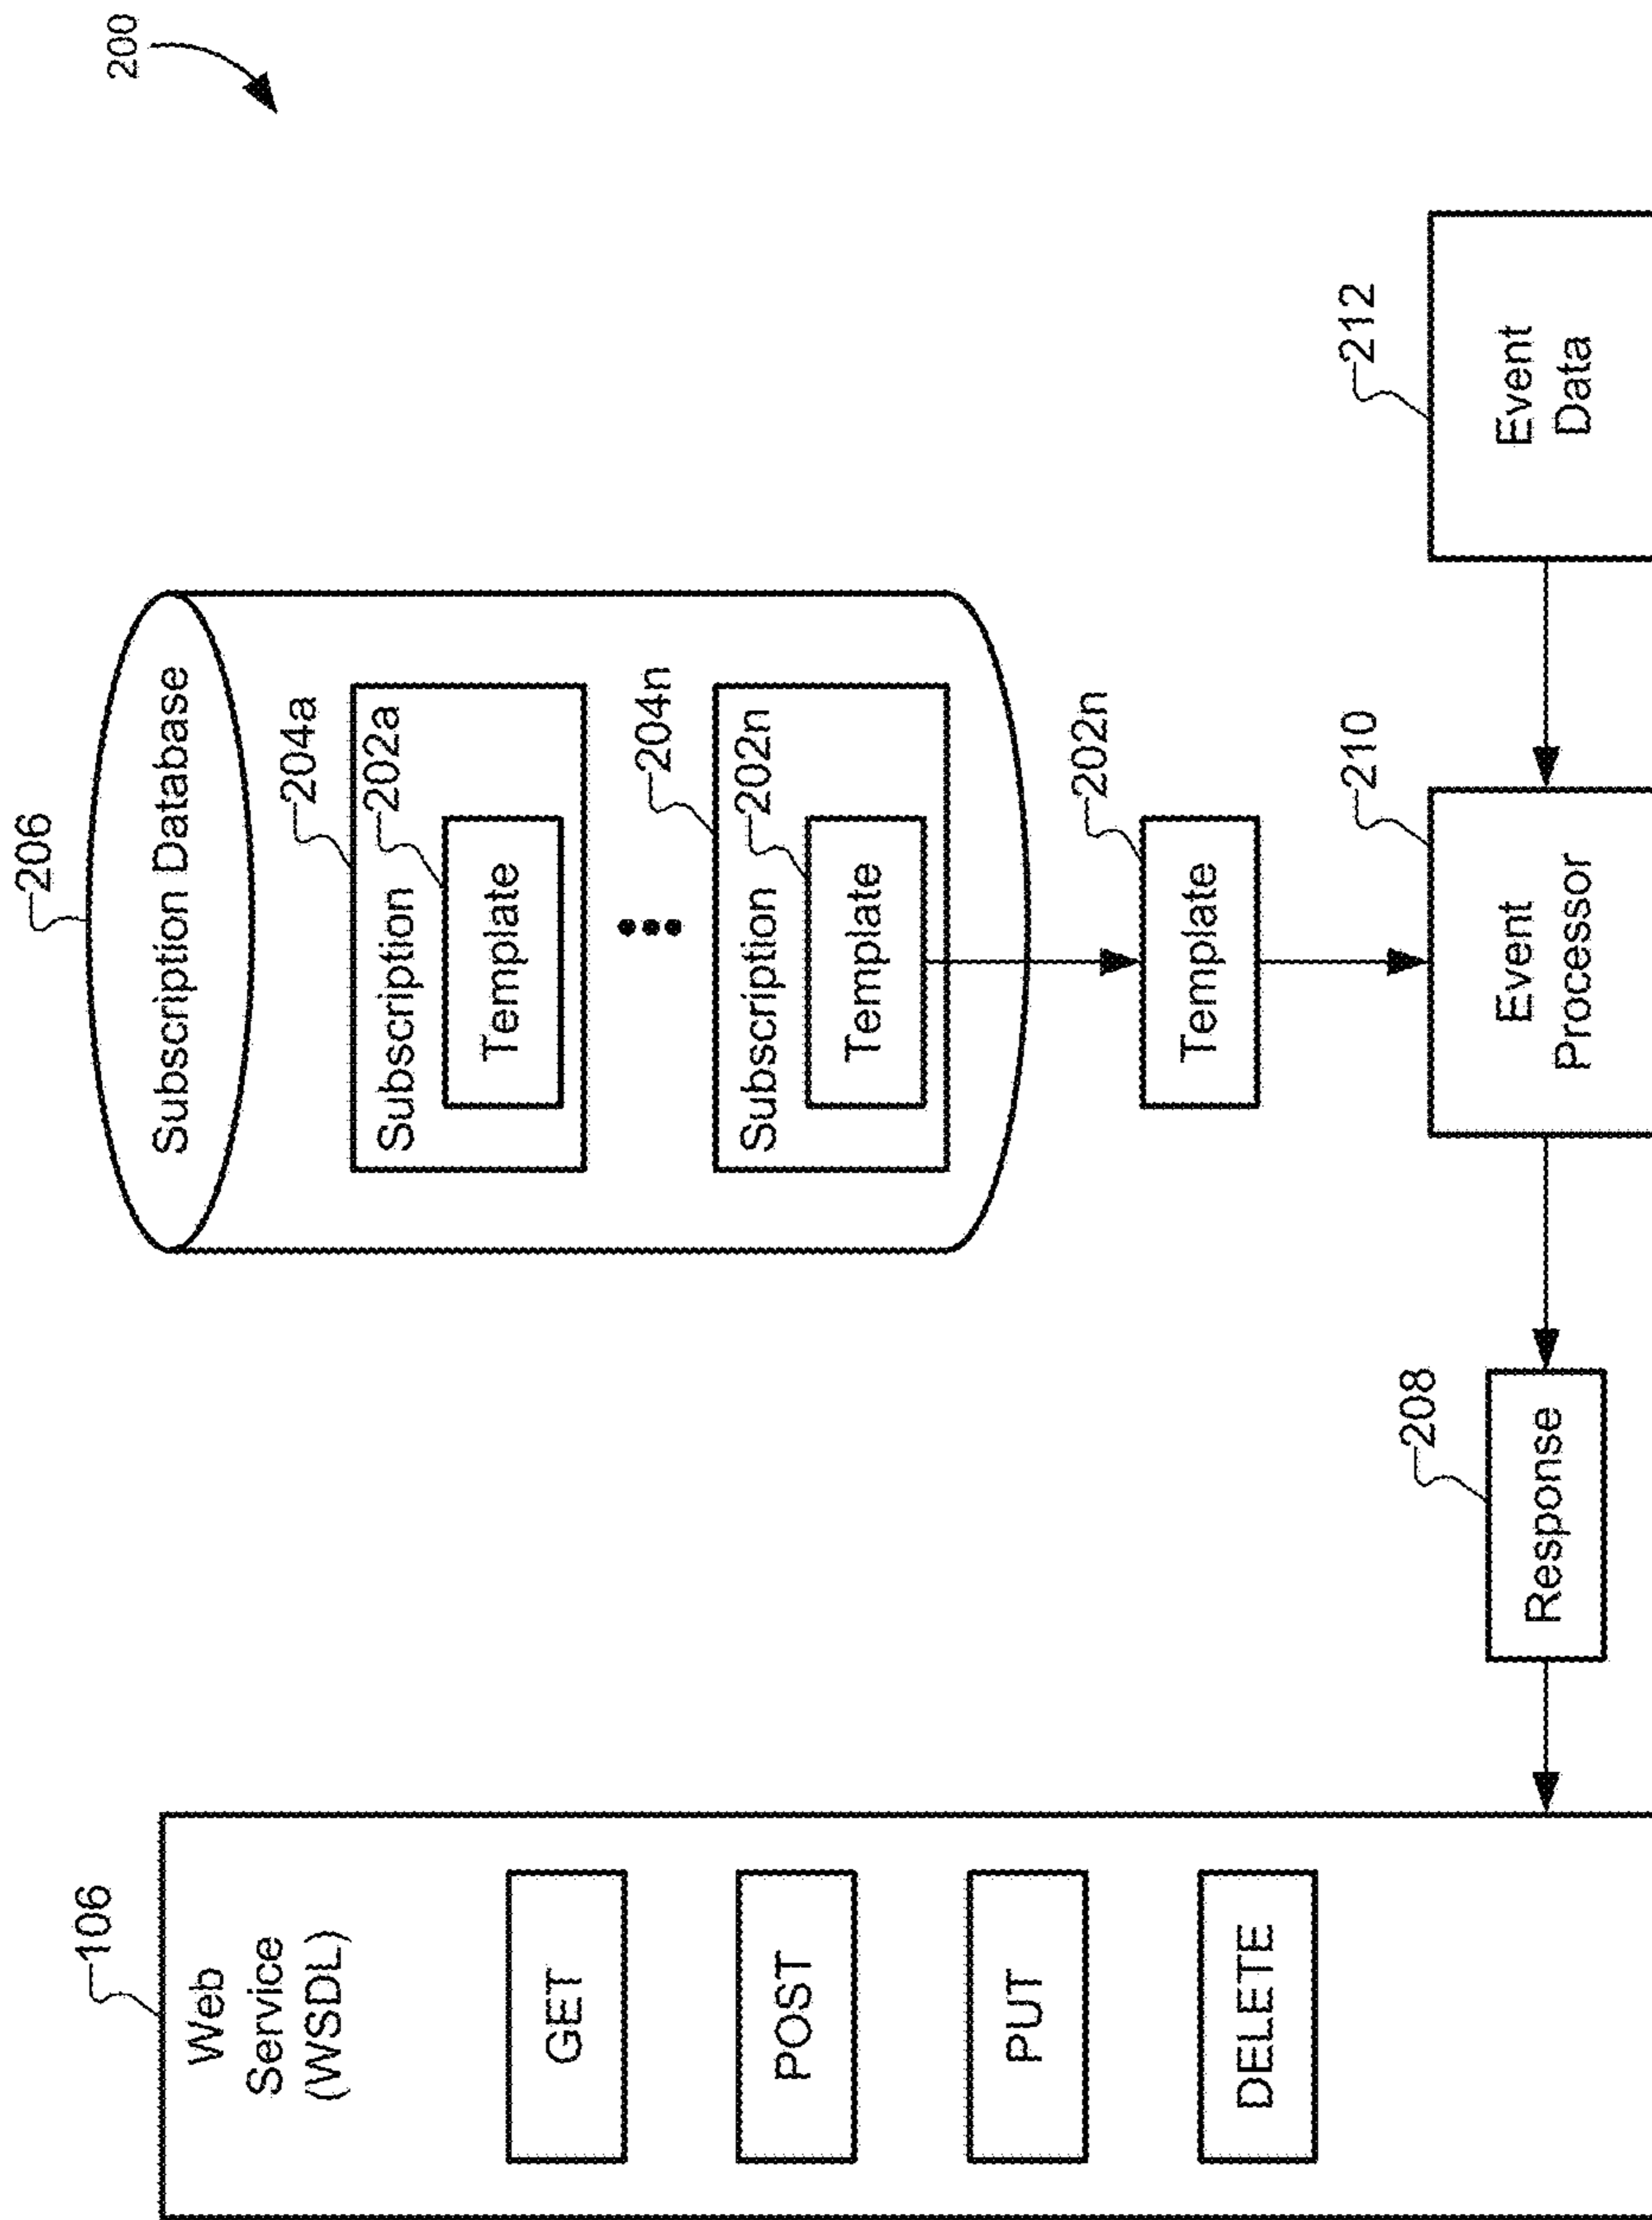 200
106
Web
Service
(WSDL)
GET
POST
PUT
DELETE
206
Subscription Database
204a
Subscription
202a
Template
204n
Subscription
202n
Template
202n
Template
208
Response
210
Event
Processor
212
Event
Data